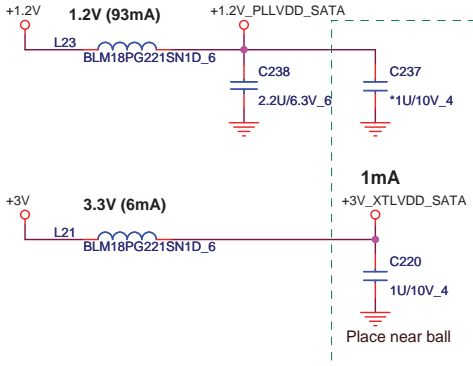 +1.2V
1.2V (93mA)
+1.2V_PLLVDD_SATA
L23
BLM18PG221SN1D_6
C238
2.2U/6.3V_6
C237
*1U/10V_4
+3V
3.3V (6mA)
1mA
+3V_XTLVDD_SATA
L21
BLM18PG221SN1D_6
C220
1U/10V_4
Place near ball